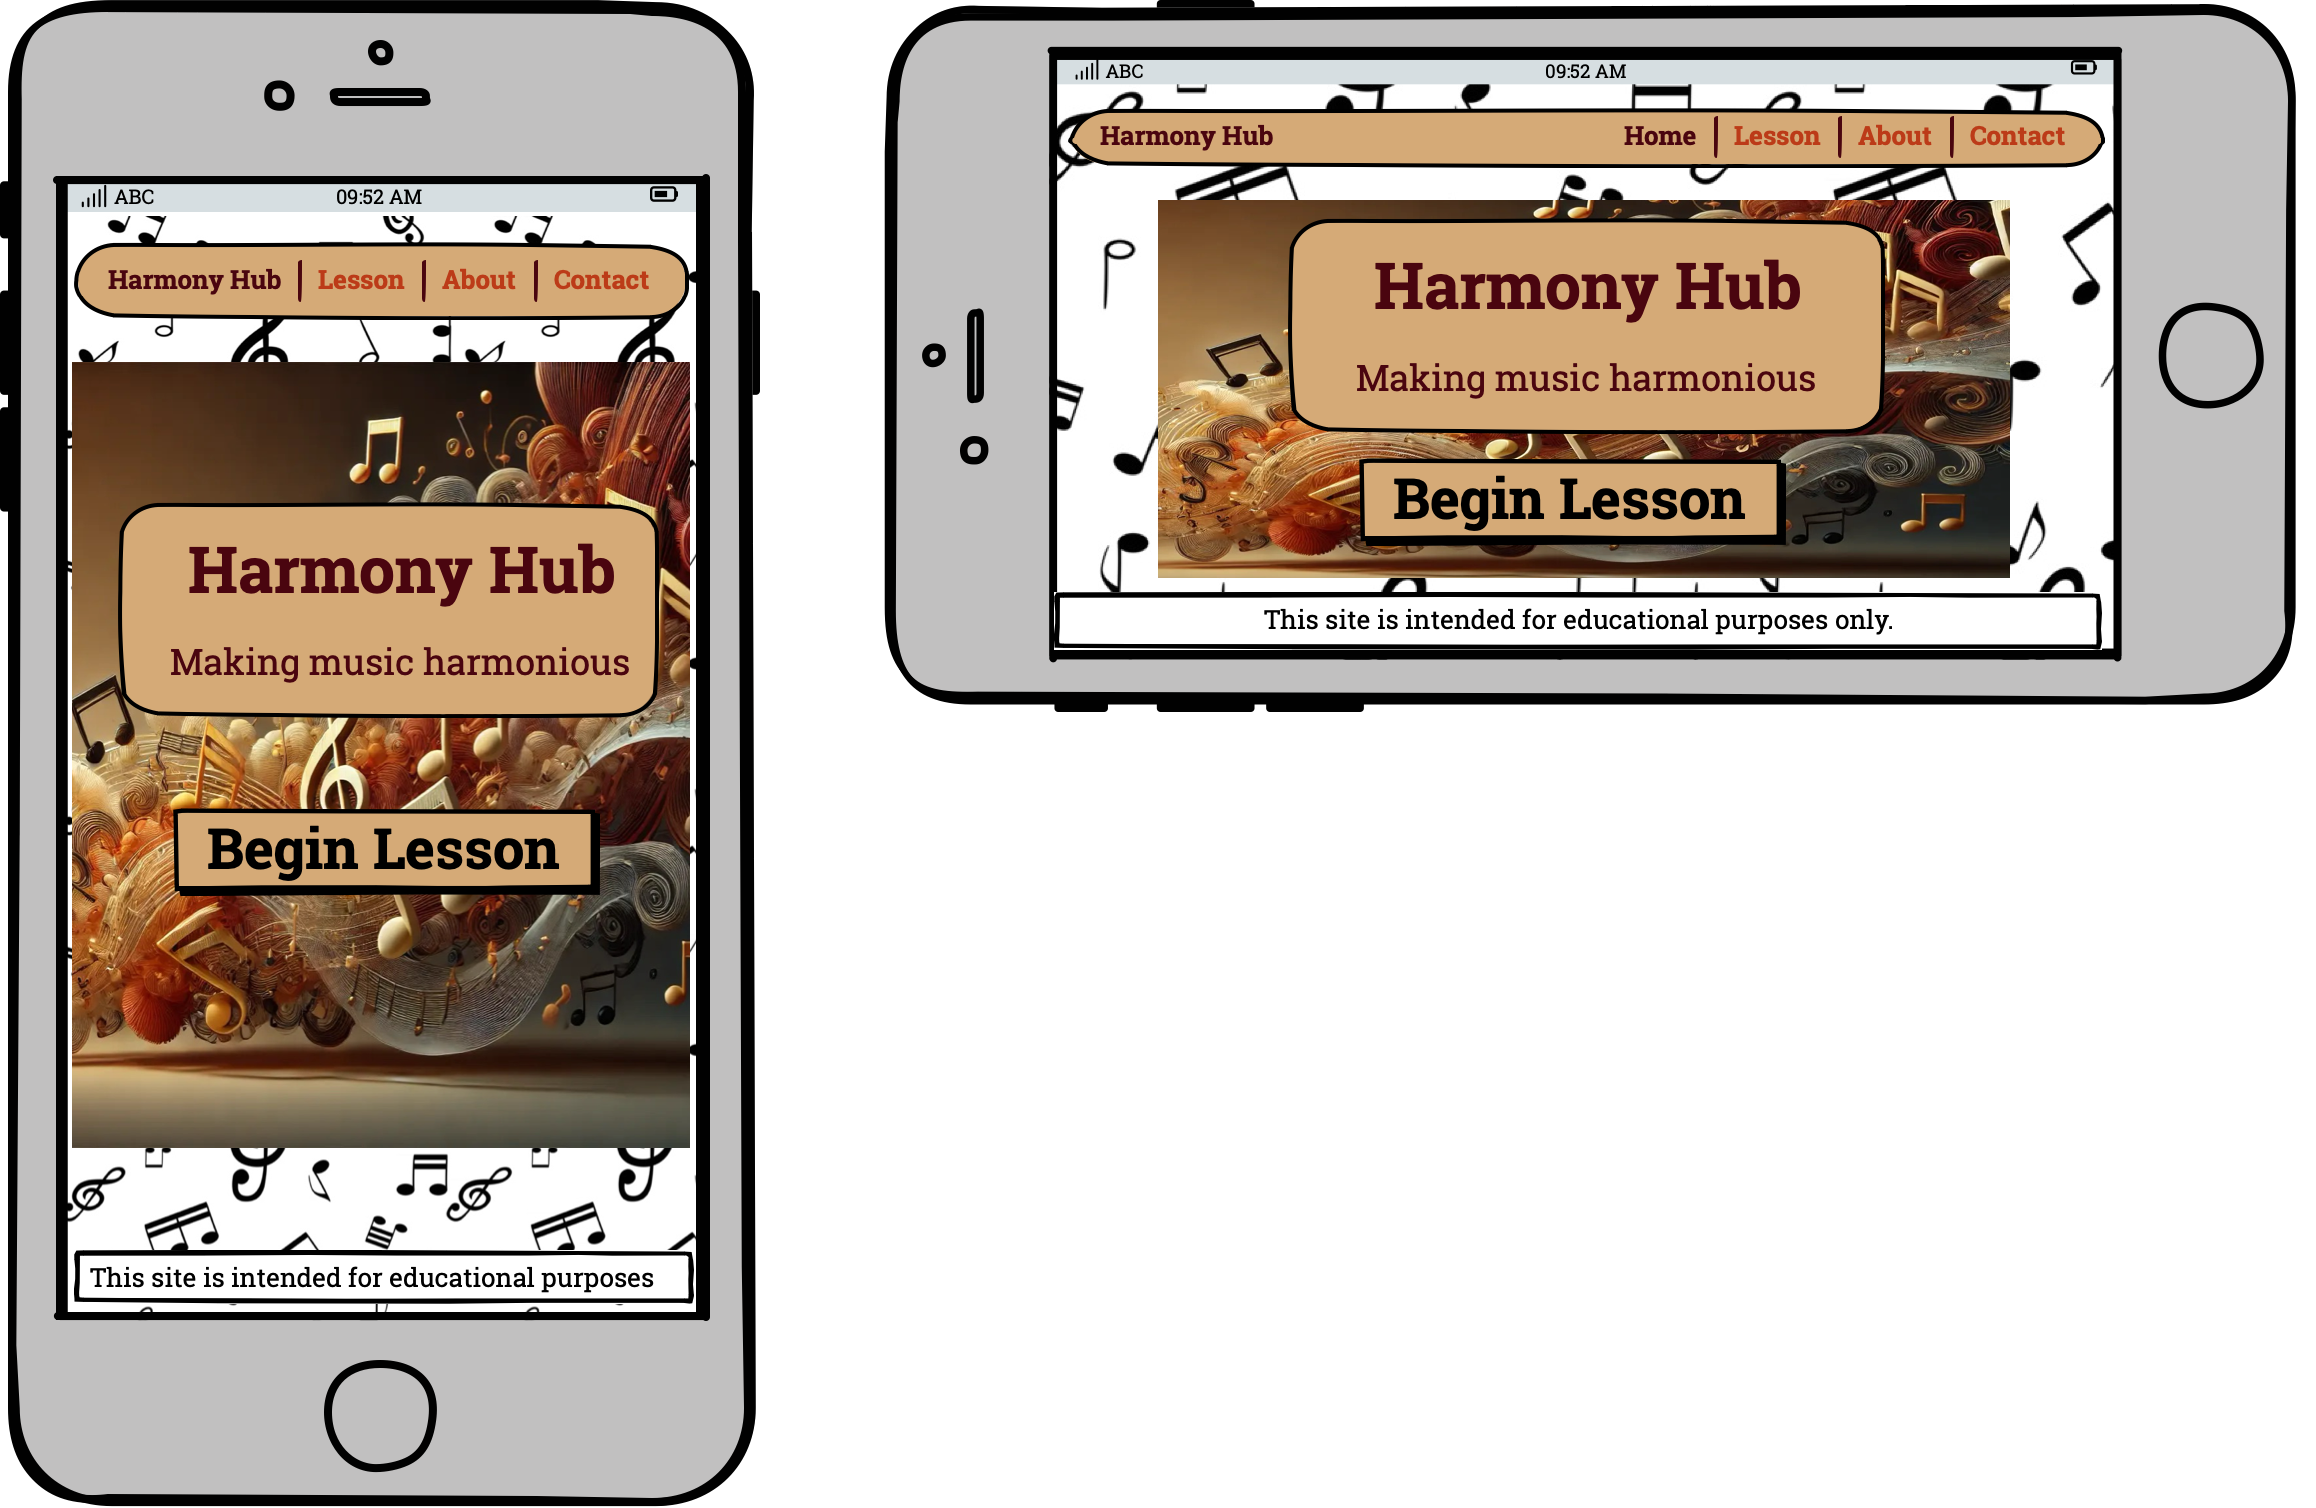 ABC 09:52 AM
Harmony Hub Lesson About Contact
Harmony Hub
Making music harmonious
Begin Lesson
This site is intended for educational purposes
ABC 09:52 AM
Harmony Hub Home Lesson About Contact
Harmony Hub
Making music harmonious
Begin Lesson
This site is intended for educational purposes only.